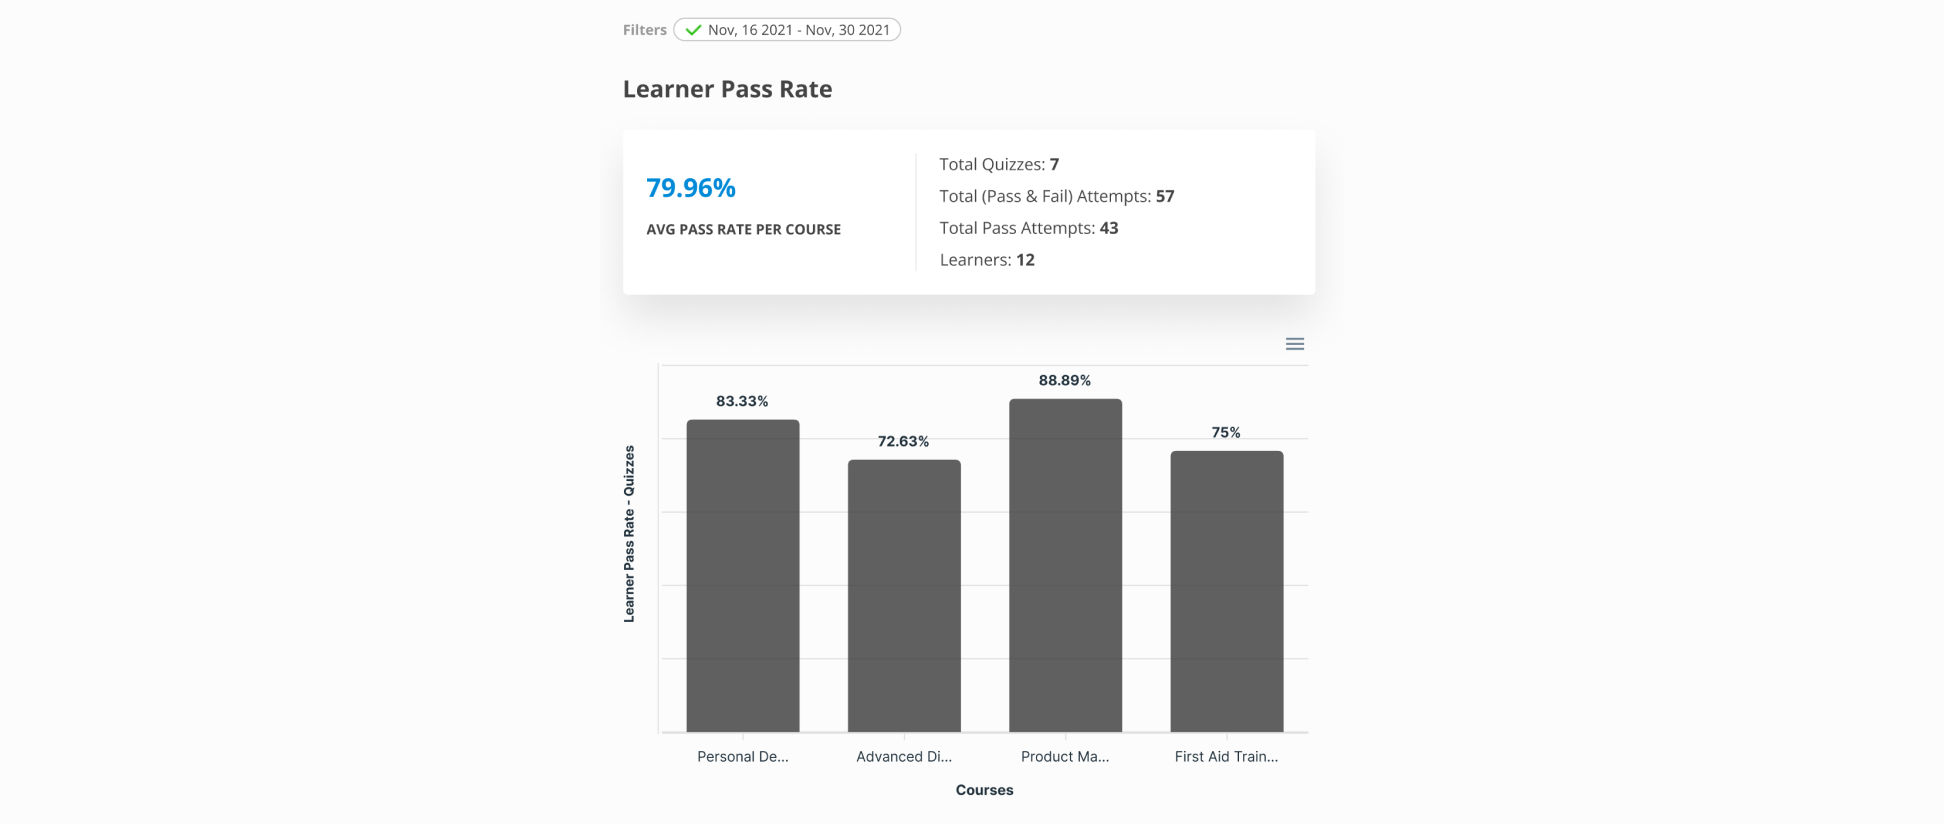 Filters Nov, 16 2021 - Nov, 30 2021
Learner Pass Rate
79.96%
AVG PASS RATE PER COURSE
Total Quizzes: 7
Total (Pass & Fail) Attempts: 57
Total Pass Attempts: 43
Learners: 12
Learner Pass Rate - Quizzes
83.33%
72.63%
88.89%
75%
Personal De...
Advanced Di...
Product Ma...
First Aid Train...
Courses